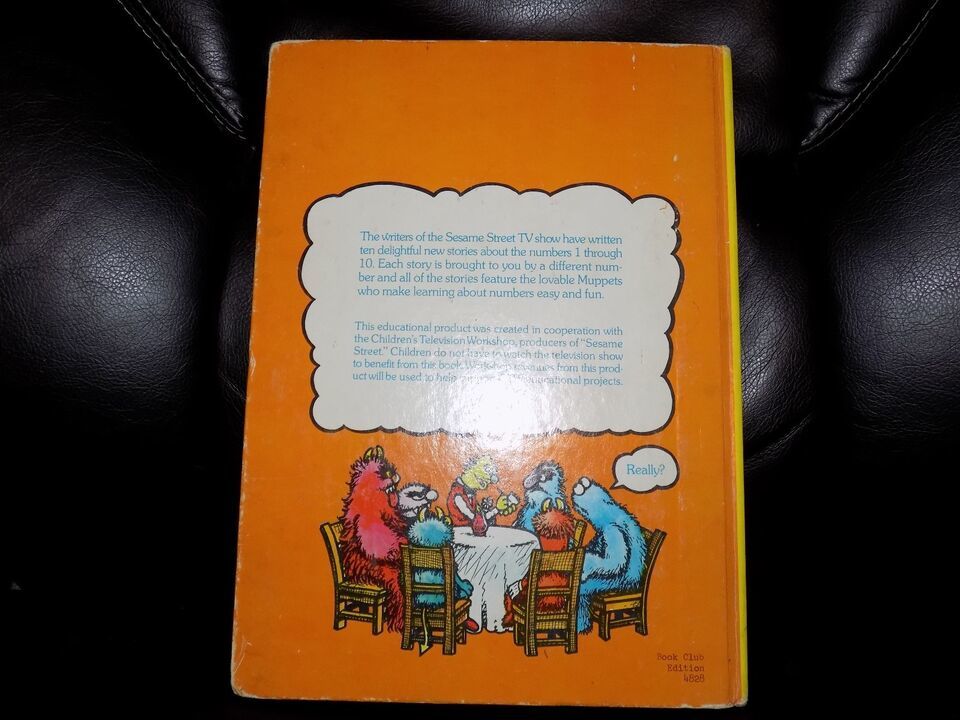 The writers of the Sesame Street TV show have written
ten delightful new stories about the numbers 1 through
10. Each story is brought to you by a different num-
ber and all of the stories feature the lovable Muppets
who make learning about numbers easy and fun.
This educational product was created in cooperation with
the Children's Television Workshop, producers of "Sesame
Street." Children do not have to watch the television show
to benefit from this book. Workshop revenues from this prod-
uct will be used to help educational projects.
Really?
Book Club
Edition
4828